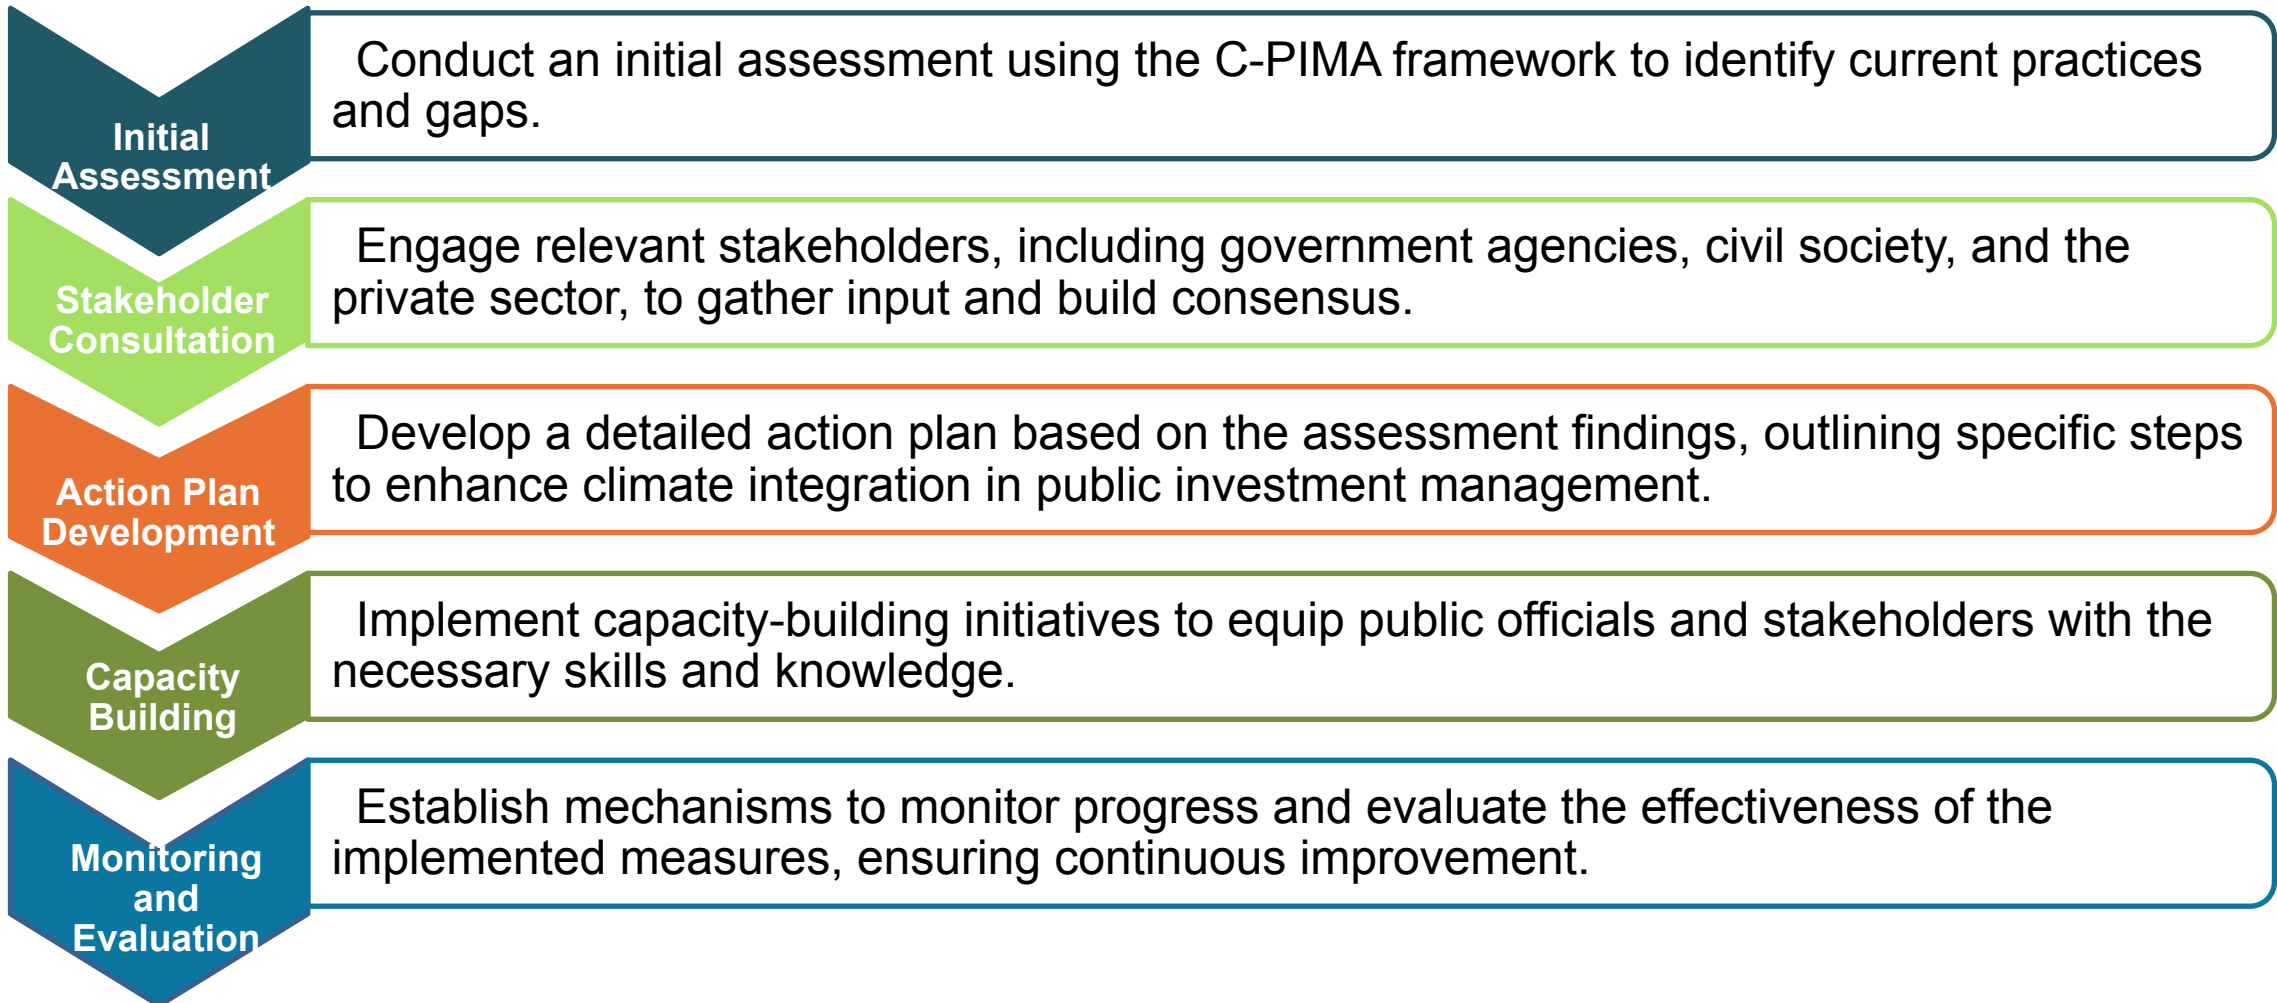 Initial
Assessment
Conduct an initial assessment using the C-PIMA framework to identify current practices
and gaps.
Stakeholder
Consultation
Engage relevant stakeholders, including government agencies, civil society, and the
private sector, to gather input and build consensus.
Action Plan
Development
Develop a detailed action plan based on the assessment findings, outlining specific steps
to enhance climate integration in public investment management.
Capacity
Building
Implement capacity-building initiatives to equip public officials and stakeholders with the
necessary skills and knowledge.
Monitoring
and
Evaluation
Establish mechanisms to monitor progress and evaluate the effectiveness of the
implemented measures, ensuring continuous improvement.